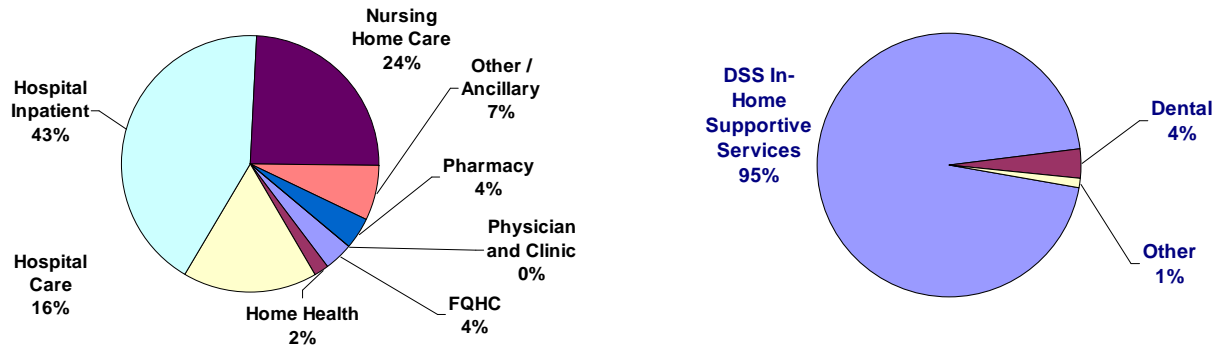 Nursing
Home Care
24%
Other /
Ancillary
7%
Hospital
Inpatient
43%
Pharmacy
4%
Physician
and Clinic
0%
Hospital
Care
16%
Home Health
2%
FQHC
4%
DSS In-
Home
Supportive
Services
95%
Dental
4%
Other
1%